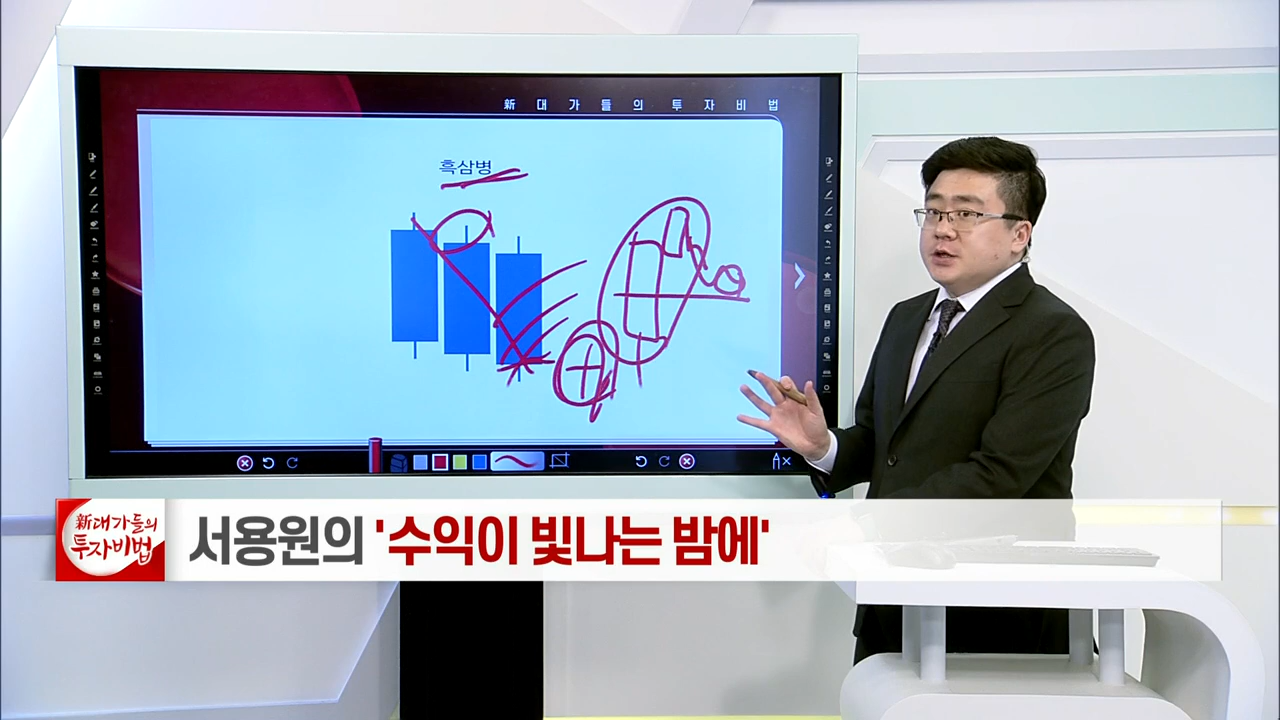 新 대 가 들 의 투 자 비 법
흑삼병
新대가들의
투자비법
서용원의 '수익이 빛나는 밤에'